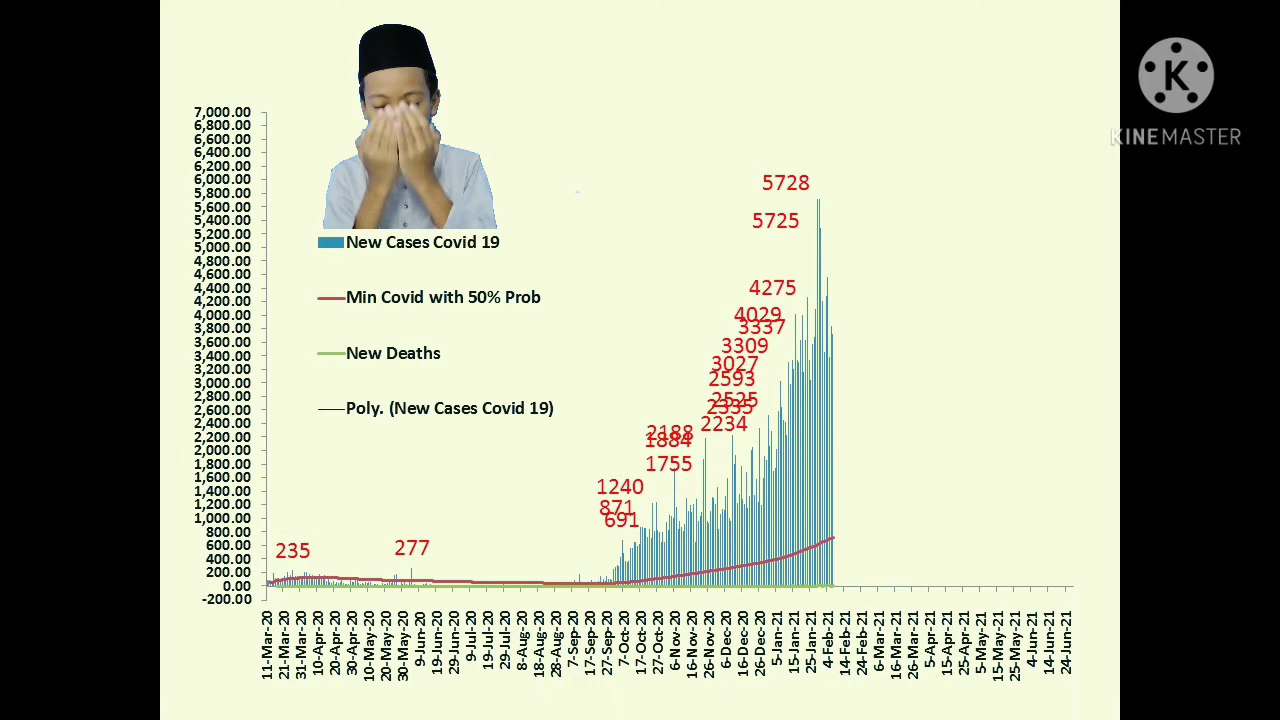 K
KINEMASTER
7,000.00
6,800.00
6,600.00
6,400.00
6,200.00
6,000.00
5,800.00
5,600.00
5,400.00
5,200.00
5,000.00
4,800.00
4,600.00
4,400.00
4,200.00
4,000.00
3,800.00
3,600.00
3,400.00
3,200.00
3,000.00
2,800.00
2,600.00
2,400.00
2,200.00
2,000.00
1,800.00
1,600.00
1,400.00
1,200.00
1,000.00
800.00
600.00
400.00
200.00
0.00
-200.00
New Cases Covid 19
Min Covid with 50% Prob
New Deaths
Poly. (New Cases Covid 19)
5728
5725
4275
4029
3337
3309
3027
2593
2525
2335
2234
2188
1884
1755
1240
871
691
277
235
11-Mar-20
21-Mar-20
31-Mar-20
10-Apr-20
20-Apr-20
30-Apr-20
10-May-20
20-May-20
30-May-20
9-Jun-20
19-Jun-20
29-Jun-20
9-Jul-20
19-Jul-20
29-Jul-20
8-Aug-20
18-Aug-20
28-Aug-20
7-Sep-20
17-Sep-20
27-Sep-20
7-Oct-20
17-Oct-20
27-Oct-20
6-Nov-20
16-Nov-20
26-Nov-20
6-Dec-20
16-Dec-20
26-Dec-20
5-Jan-21
15-Jan-21
25-Jan-21
4-Feb-21
14-Feb-21
24-Feb-21
6-Mar-21
16-Mar-21
26-Mar-21
5-Apr-21
15-Apr-21
25-Apr-21
5-May-21
15-May-21
25-May-21
4-Jun-21
14-Jun-21
24-Jun-21